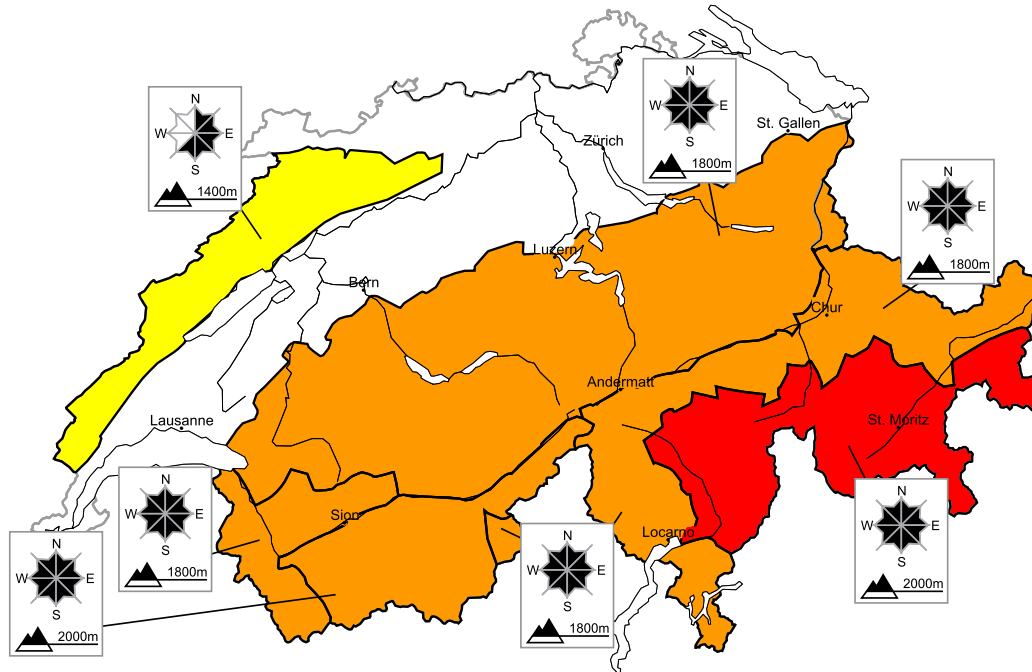 N
W E
S
1400m
N
W E
S
1800m
St. Gallen
Zürich
N
W E
S
1800m
Luzern
Bern
Chur
Andermatt
Lausanne
St. Moritz
N
W E
S
1800m
Sion
N
W E
S
2000m
Locarno
N
W E
S
2000m
N
W E
S
1800m